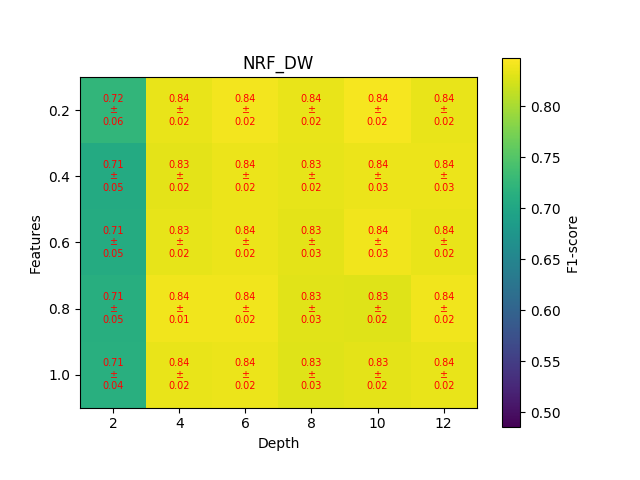 NRF_DW
0.2
0.72 0.84 0.84 0.84 0.84 0.84
± ± ± ± ± ±
0.06 0.02 0.02 0.02 0.02 0.02
0.4
0.71 0.83 0.84 0.83 0.84 0.84
± ± ± ± ± ±
0.05 0.02 0.02 0.02 0.03 0.03
0.6
0.71 0.83 0.84 0.83 0.84 0.84
± ± ± ± ± ±
0.05 0.02 0.02 0.03 0.03 0.02
0.8
0.71 0.84 0.84 0.83 0.83 0.84
± ± ± ± ± ±
0.05 0.01 0.02 0.03 0.02 0.02
1.0
0.71 0.84 0.84 0.83 0.83 0.84
± ± ± ± ± ±
0.04 0.02 0.02 0.03 0.02 0.02
2 4 6 8 10 12
Depth
Features
0.80
0.75
0.70
0.65
0.60
0.55
0.50
F1-score